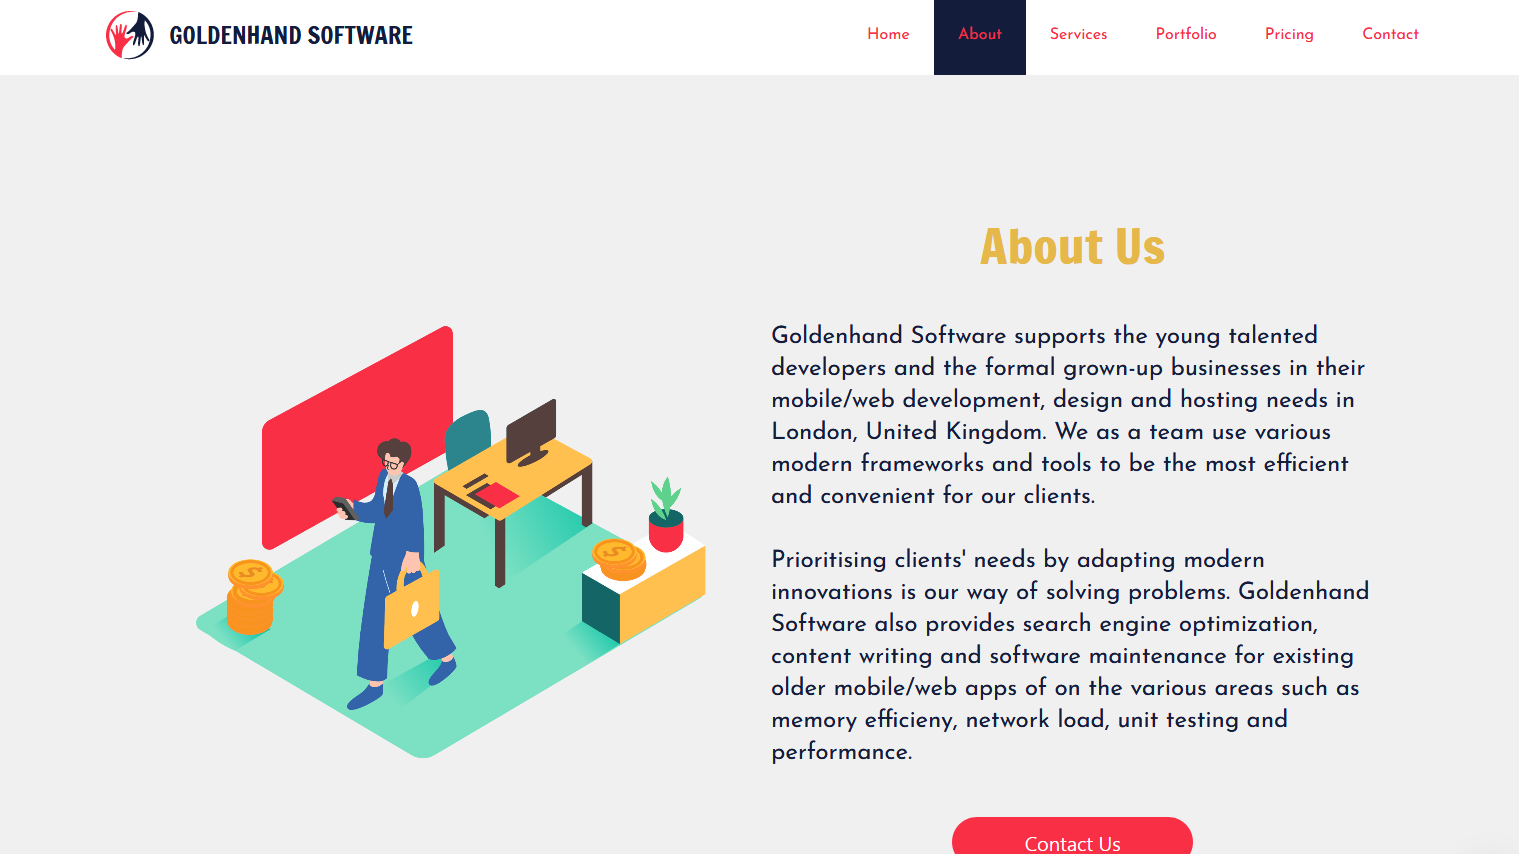 GOLDENHAND SOFTWARE
Home
About
Services
Portfolio
Pricing
Contact
About Us
Goldenhand Software supports the young talented
developers and the formal grown-up businesses in their
mobile/web development, design and hosting needs in
London, United Kingdom. We as a team use various
modern frameworks and tools to be the most efficient
and convenient for our clients.
Prioritising clients' needs by adapting modern
innovations is our way of solving problems. Goldenhand
Software also provides search engine optimization,
content writing and software maintenance for existing
older mobile/web apps of on the various areas such as
memory efficieny, network load, unit testing and
performance.
Contact Us